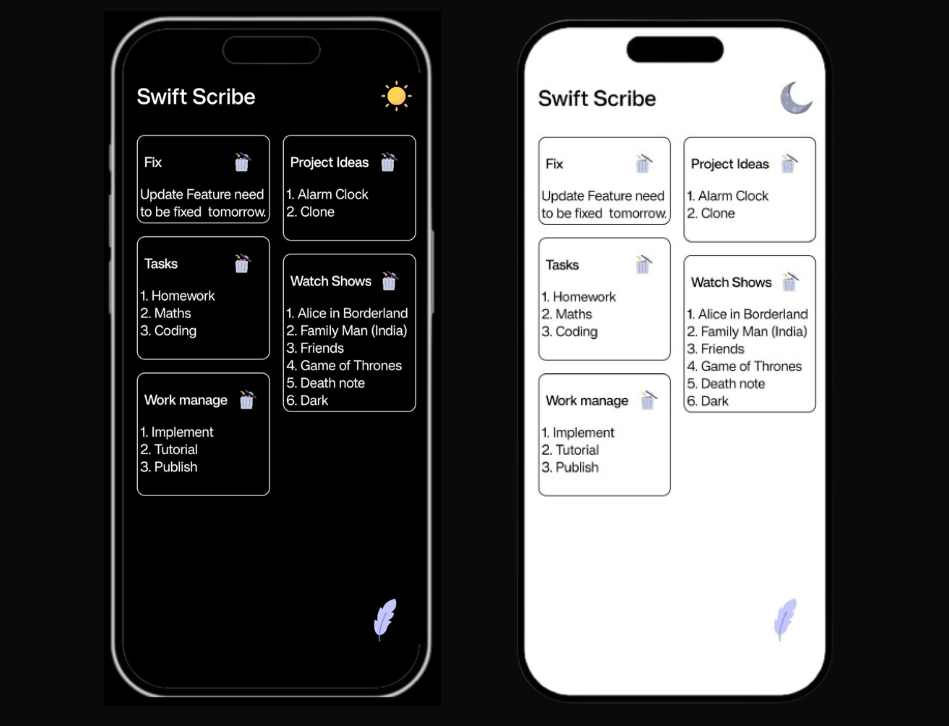 Swift Scribe
Fix
Update Feature need
to be fixed tomorrow.
Tasks
1. Homework
2. Maths
3. Coding
Work manage
1. Implement
2. Tutorial
3. Publish
Project Ideas
1. Alarm Clock
2. Clone
Watch Shows
1. Alice in Borderland
2. Family Man (India)
3. Friends
4. Game of Thrones
5. Death note
6. Dark
Swift Scribe
Fix
Update Feature need
to be fixed tomorrow.
Tasks
1. Homework
2. Maths
3. Coding
Work manage
1. Implement
2. Tutorial
3. Publish
Project Ideas
1. Alarm Clock
2. Clone
Watch Shows
1. Alice in Borderland
2. Family Man (India)
3. Friends
4. Game of Thrones
5. Death note
6. Dark